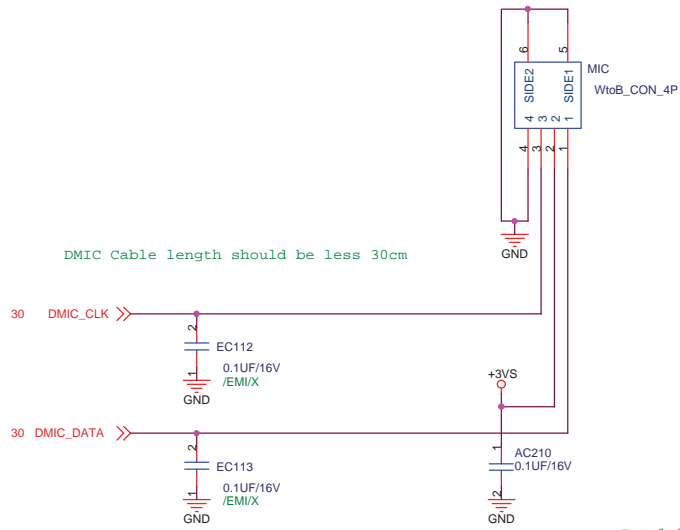 6
5
MIC
WtoB_CON_4P
SIDE2
SIDE1
4
3
2
1
4
3
2
1
GND
DMIC Cable length should be less 30cm
30 DMIC_CLK
2
EC112
1
0.1UF/16V
/EMI/X
GND
+3VS
30 DMIC_DATA
2
EC113
1
0.1UF/16V
/EMI/X
GND
1
AC210
0.1UF/16V
2
GND